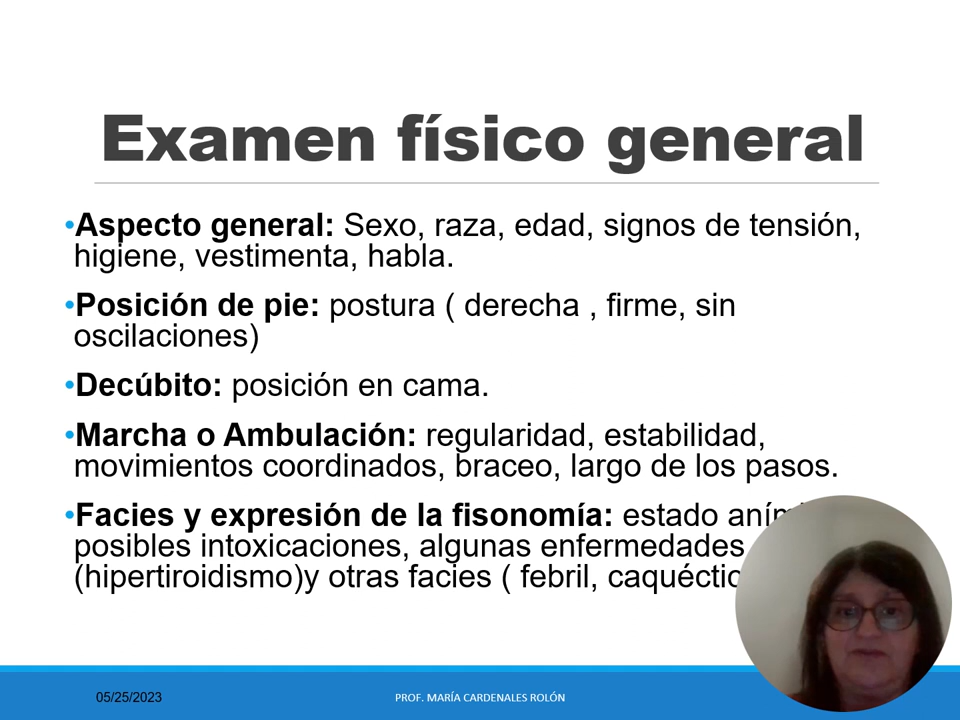 Examen físico general
•Aspecto general: Sexo, raza, edad, signos de tensión,
higiene, vestimenta, habla.
•Posición de pie: postura ( derecha , firme, sin
oscilaciones)
•Decúbito: posición en cama.
•Marcha o Ambulación: regularidad, estabilidad,
movimientos coordinados, braceo, largo de los pasos.
•Facies y expresión de la fisonomía: estado
posibles intoxicaciones, algunas enfermedades
(hipertiroidismo)y otras facies ( febril,
05/25/2023
PROF. MARÍA CARDENALES ROLÓN